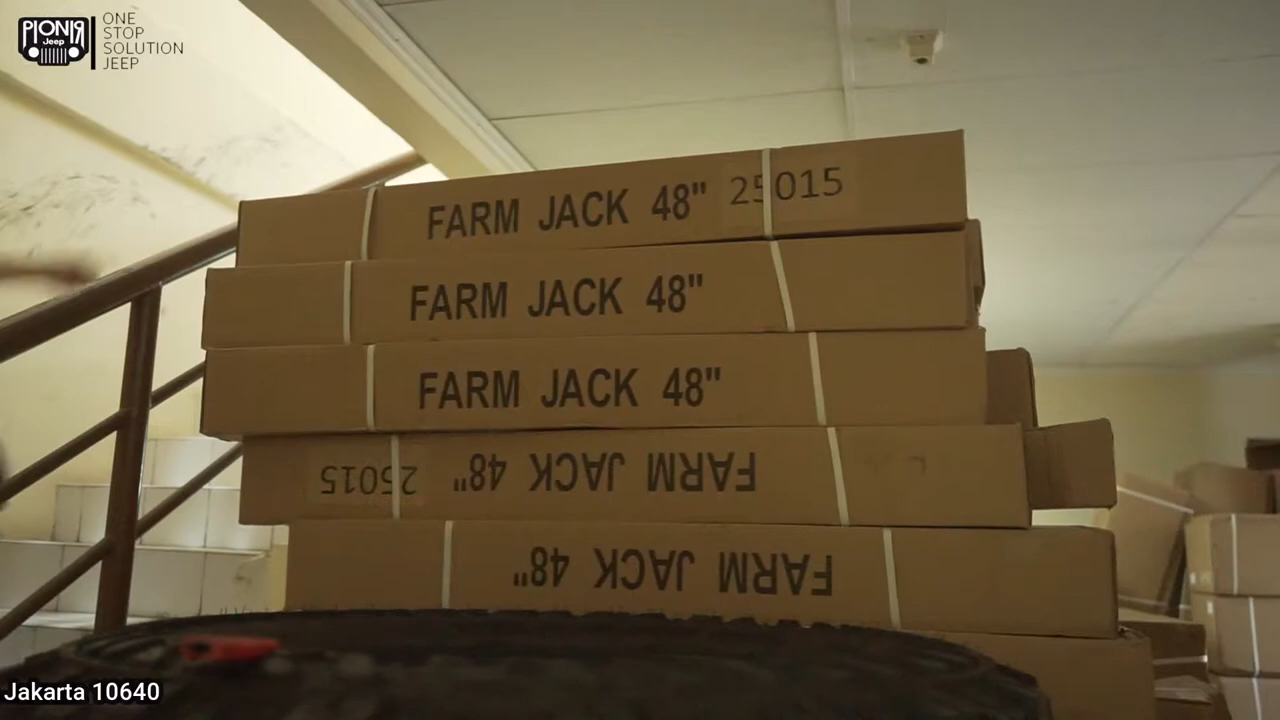 PIONIR
Jeep
ONE
STOP
SOLUTION
JEEP
FARM JACK 48" 25015
FARM JACK 48"
FARM JACK 48"
FARM JACK 48" 25015
FARM JACK 48"
Jakarta 10640